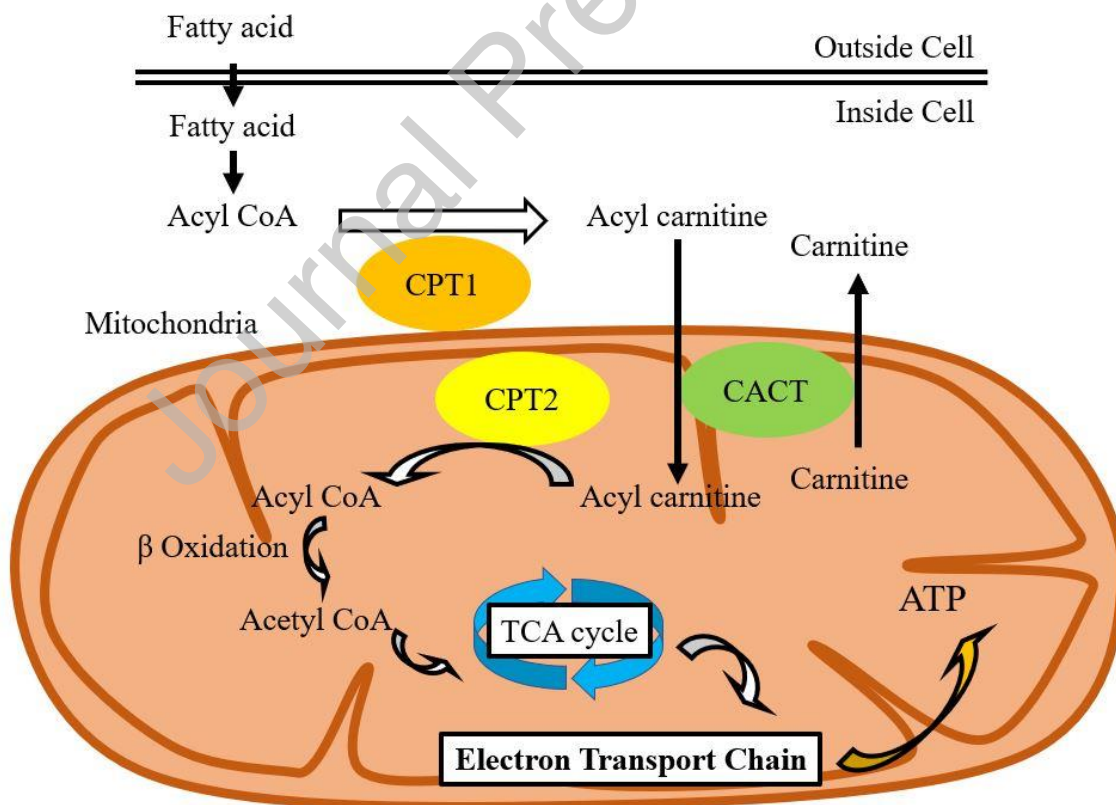 Fatty acid
Outside Cell
Inside Cell
Fatty acid
Acyl CoA
Acyl carnitine
Carnitine
CPT1
Mitochondria
CPT2
CACT
Carnitine
Acyl CoA
Acyl carnitine
β Oxidation
Acetyl CoA
TCA cycle
ATP
Electron Transport Chain
Journal Pre